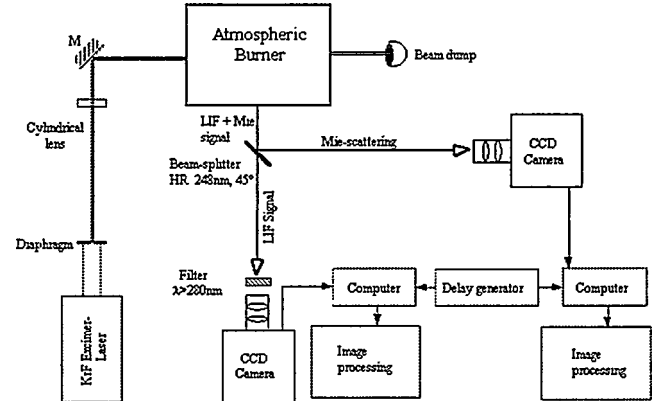 M
Atmospheric
Burner
Beam dump
Cylindrical
lens
LIF + Mie
signal
Mie-scattering
CCD
Camera
Beam-splitter
HR 248nm, 45°
LIF Signal
Diaphragm
Filter
λ>280nm
Computer
Delay generator
Computer
KrF Excimer-
Laser
CCD
Camera
Image
processing
Image
processing